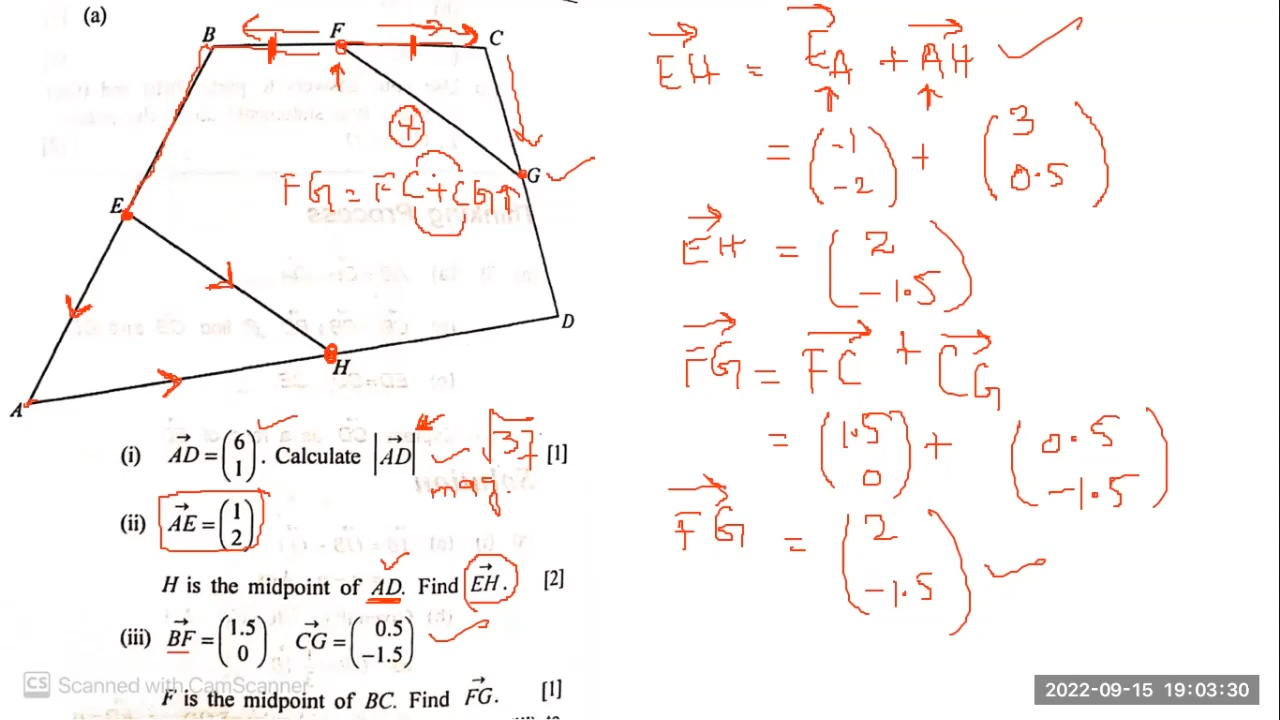 (a)
B F C
E G
A H D
FG = FC + CG
(i) AD = (6 1). Calculate |AD| √37 [1]
mag.
(ii) AE = (1 2)
H is the midpoint of AD. Find EH. [2]
(iii) BF = (1.5 0) CG = (0.5 −1.5)
F is the midpoint of BC. Find FG. [1]
EH = EA + AH
= (-1 -2) + (3 0.5)
EH = (2 -1.5)
FG = FC + CG
= (1.5 0) + (0.5 -1.5)
FG = (2 -1.5)
CS Scanned with CamScanner
2022-09-15 19:03:30